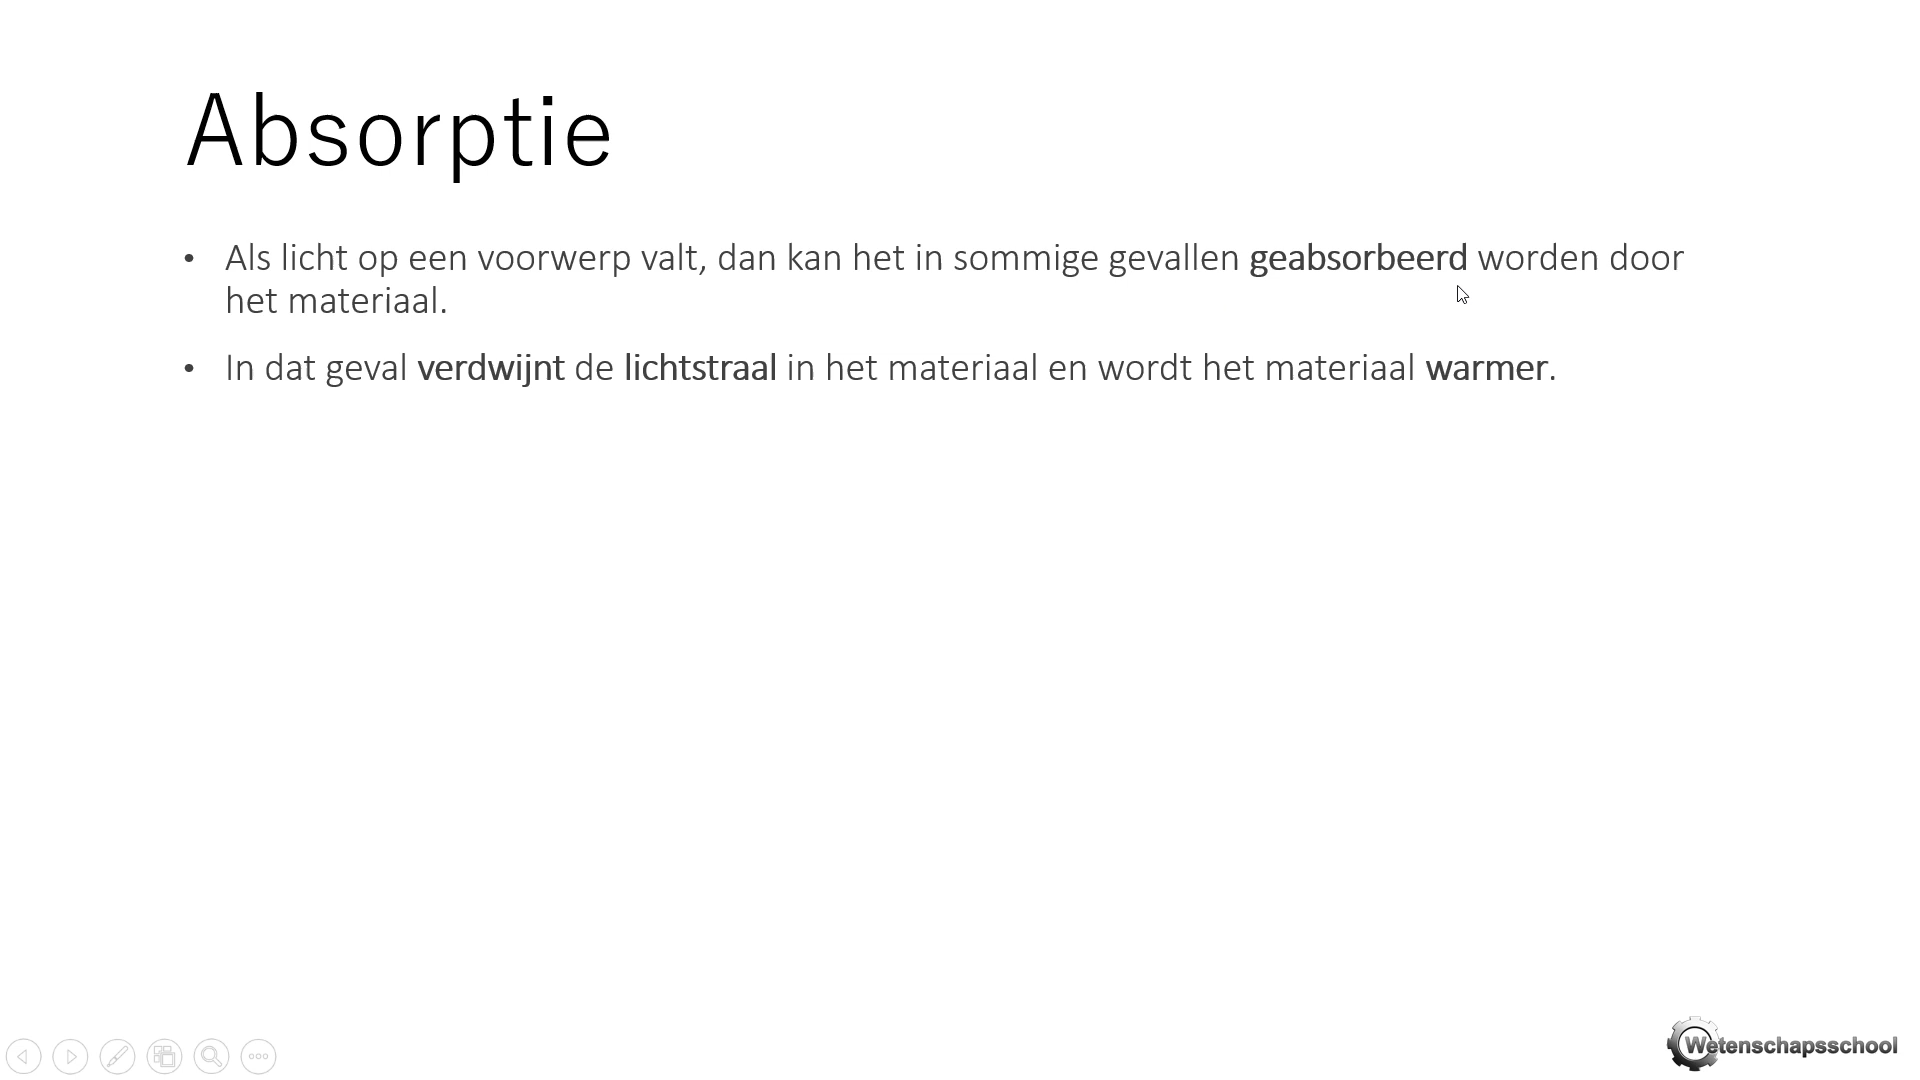 Absorptie
• Als licht op een voorwerp valt, dan kan het in sommige gevallen geabsorbeerd worden door
het materiaal.
• In dat geval verdwijnt de lichtstraal in het materiaal en wordt het materiaal warmer.
Wetenschapsschool